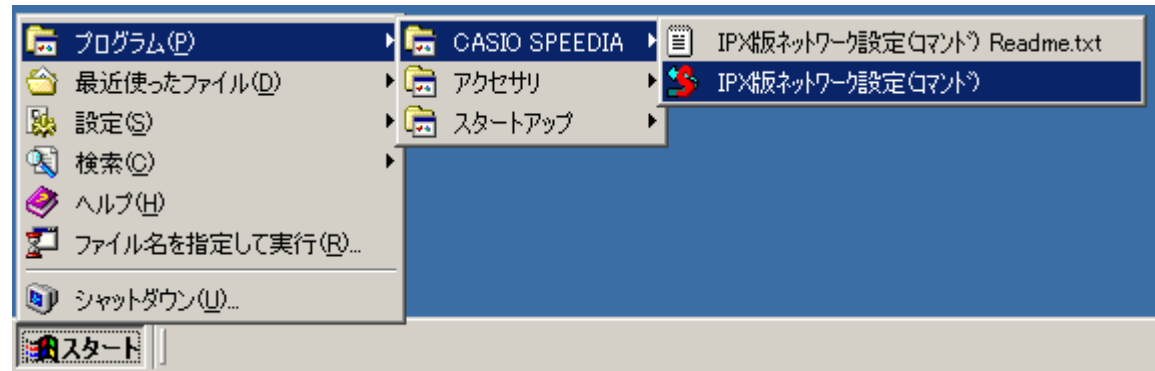 プログラム(P)
最近使ったファイル(D)
設定(S)
検索(C)
ヘルプ(H)
ファイル名を指定して実行(R)...
シャットダウン(U)...
スタート
CASIO SPEEDIA
アクセサリ
スタートアップ
IPX版ネットワーク設定(コマンド) Readme.txt
IPX版ネットワーク設定(コマンド)